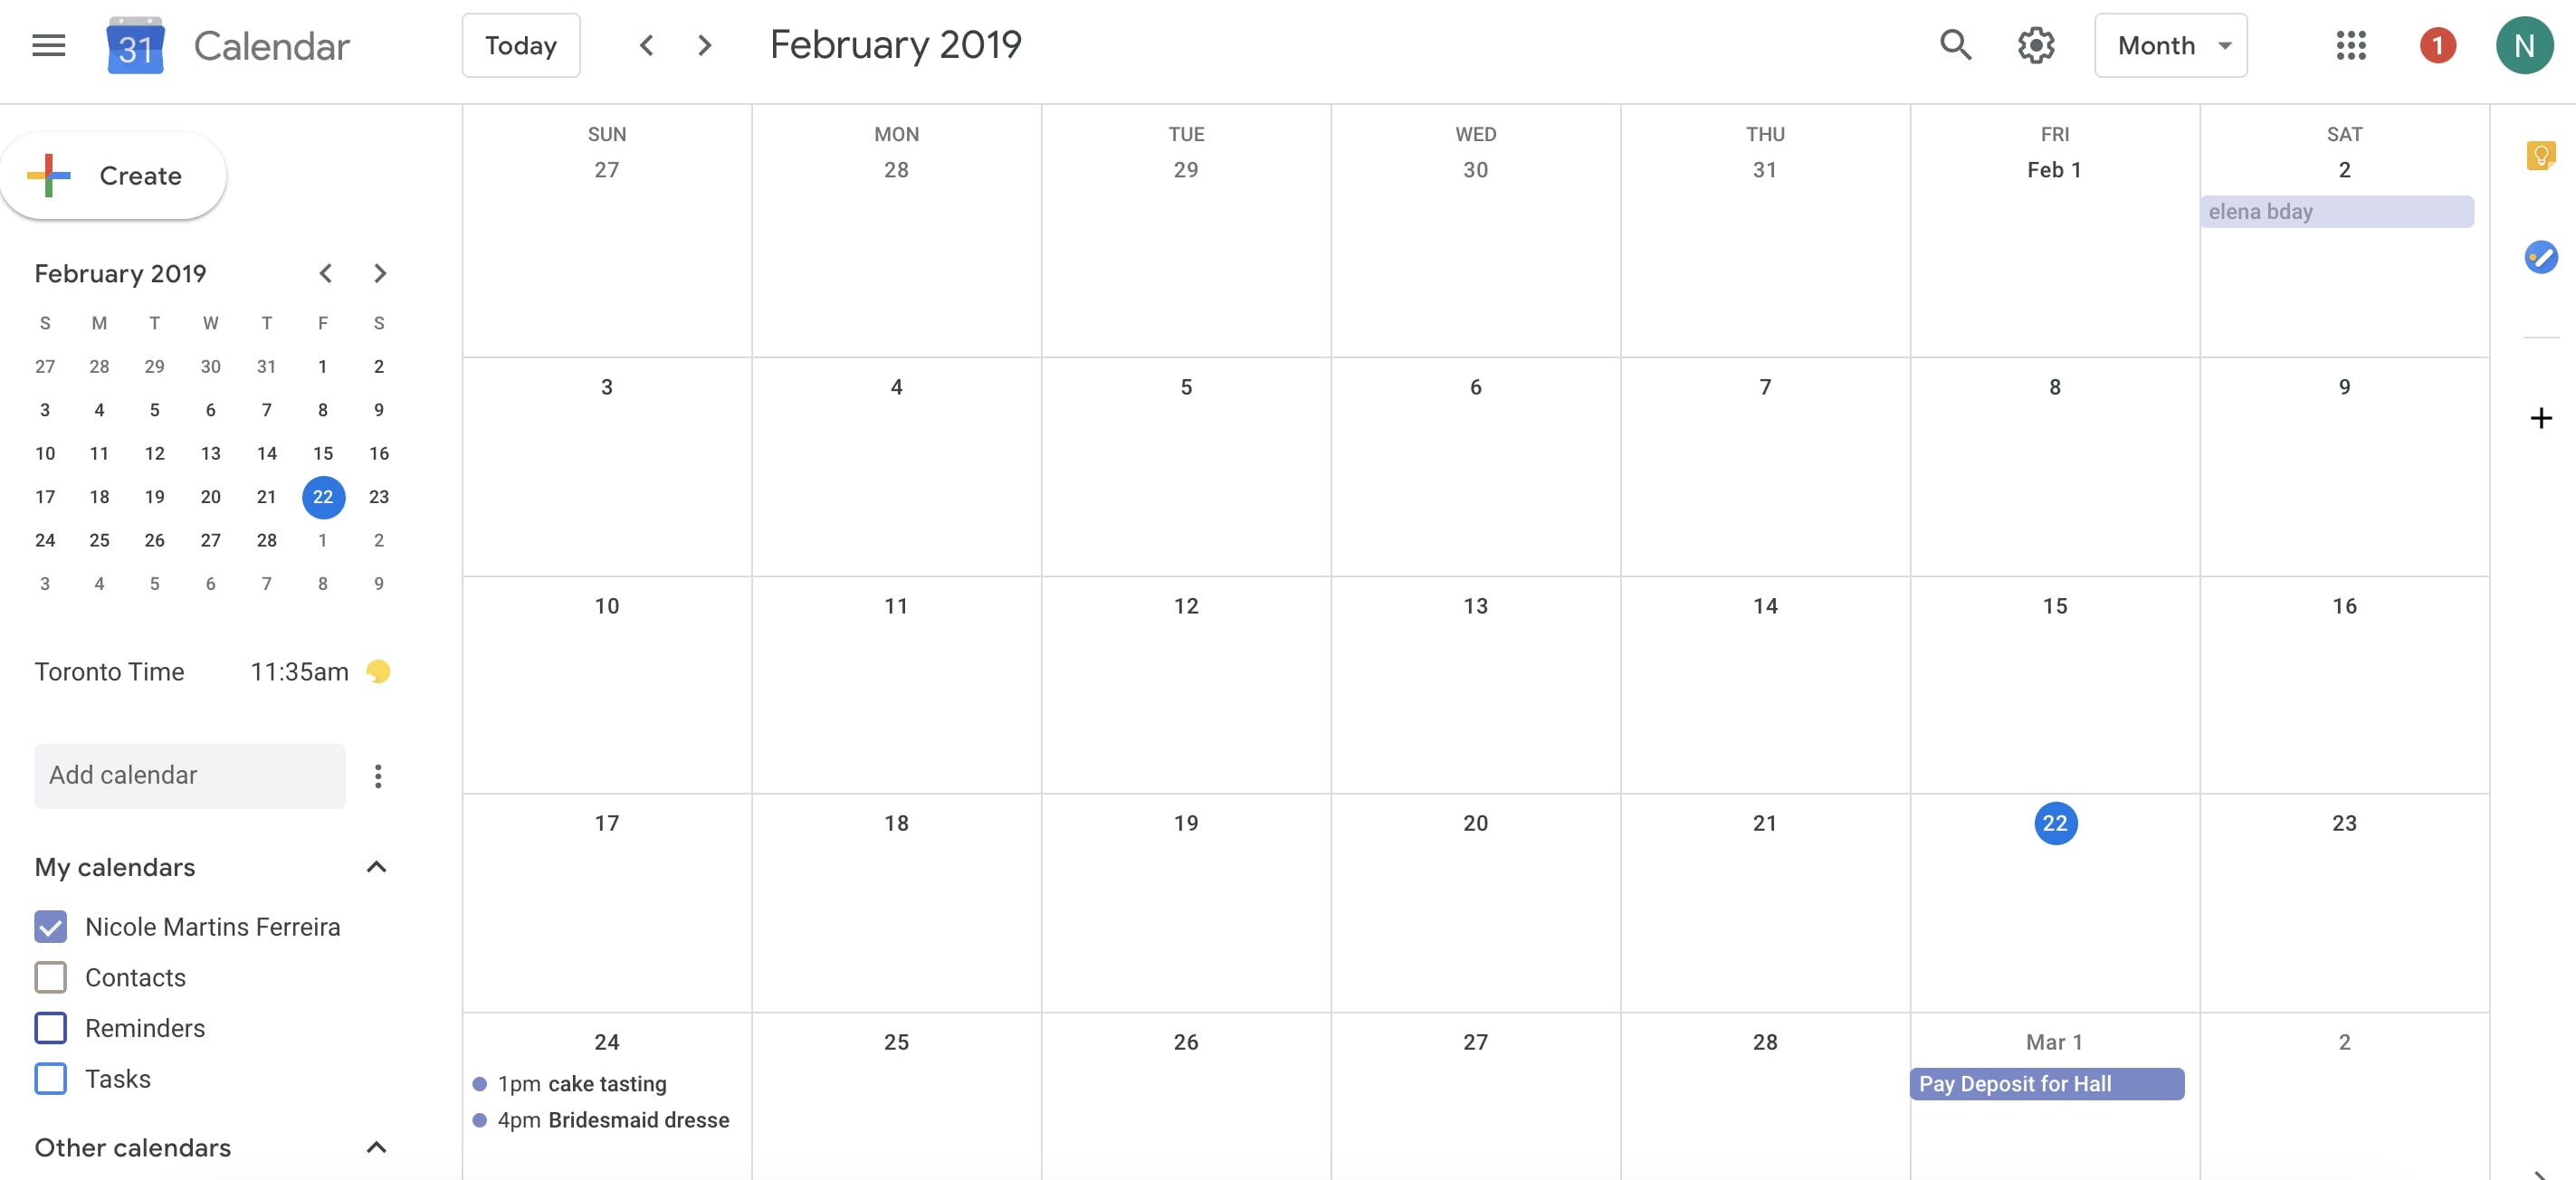 31 Calendar Today February 2019 Month 1 N
Create
February 2019
S M T W T F S
27 28 29 30 31 1 2
3 4 5 6 7 8 9
10 11 12 13 14 15 16
17 18 19 20 21 22 23
24 25 26 27 28 1 2
3 4 5 6 7 8 9
Toronto Time 11:35am
Add calendar
My calendars
Nicole Martins Ferreira
Contacts
Reminders
Tasks
Other calendars
SUN MON TUE WED THU FRI SAT
27 28 29 30 31 Feb 1 2
elena bday
3 4 5 6 7 8 9
10 11 12 13 14 15 16
17 18 19 20 21 22 23
24 25 26 27 28 Mar 1 2
1pm cake tasting Pay Deposit for Hall
4pm Bridesmaid dresse